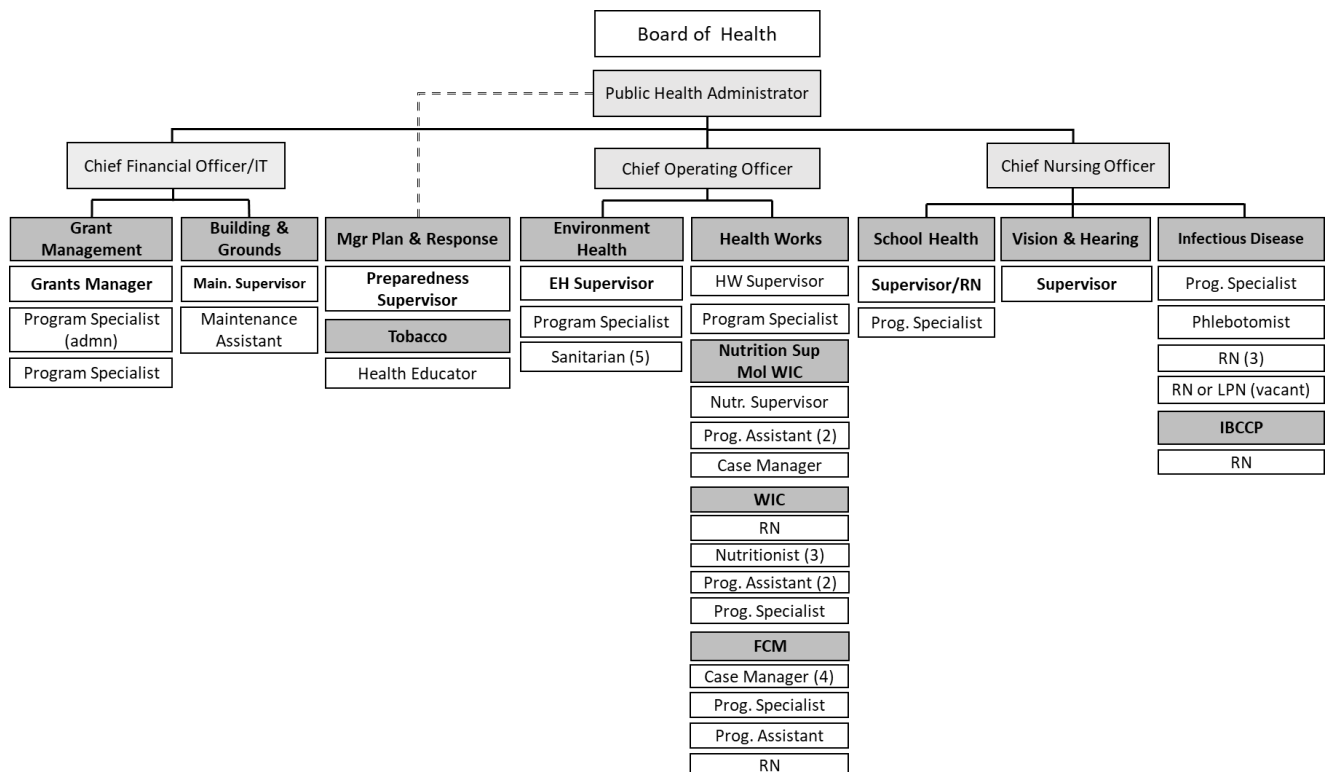 Board of Health
Public Health Administrator
Chief Financial Officer/IT
Chief Operating Officer
Chief Nursing Officer
Grant
Management
Grants Manager
Program Specialist
(admn)
Program Specialist
Building &
Grounds
Main. Supervisor
Maintenance
Assistant
Mgr Plan & Response
Preparedness
Supervisor
Tobacco
Health Educator
Environment
Health
EH Supervisor
Program Specialist
Sanitarian (5)
Health Works
HW Supervisor
Program Specialist
Nutrition Sup
Mol WIC
Nutr. Supervisor
Prog. Assistant (2)
Case Manager
WIC
RN
Nutritionist (3)
Prog. Assistant (2)
Prog. Specialist
FCM
Case Manager (4)
Prog. Specialist
Prog. Assistant
RN
School Health
Supervisor/RN
Prog. Specialist
Vision & Hearing
Supervisor
Infectious Disease
Prog. Specialist
Phlebotomist
RN (3)
RN or LPN (vacant)
IBCCP
RN